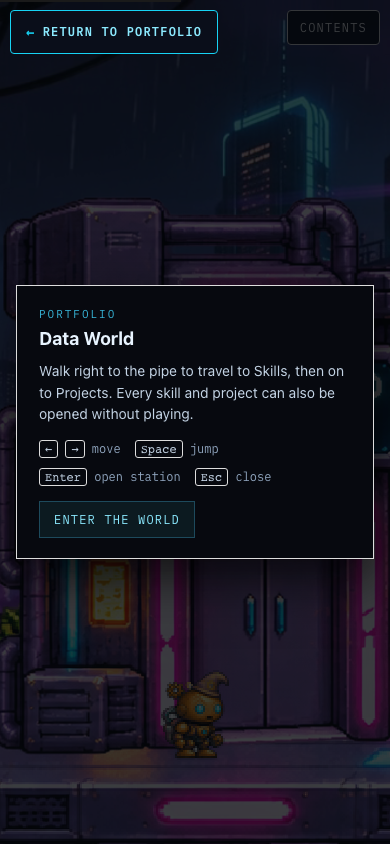 ← RETURN TO PORTFOLIO
CONTENTS
PORTFOLIO
Data World
Walk right to the pipe to travel to Skills, then on
to Projects. Every skill and project can also be
opened without playing.
← → move Space jump
Enter open station Esc close
ENTER THE WORLD